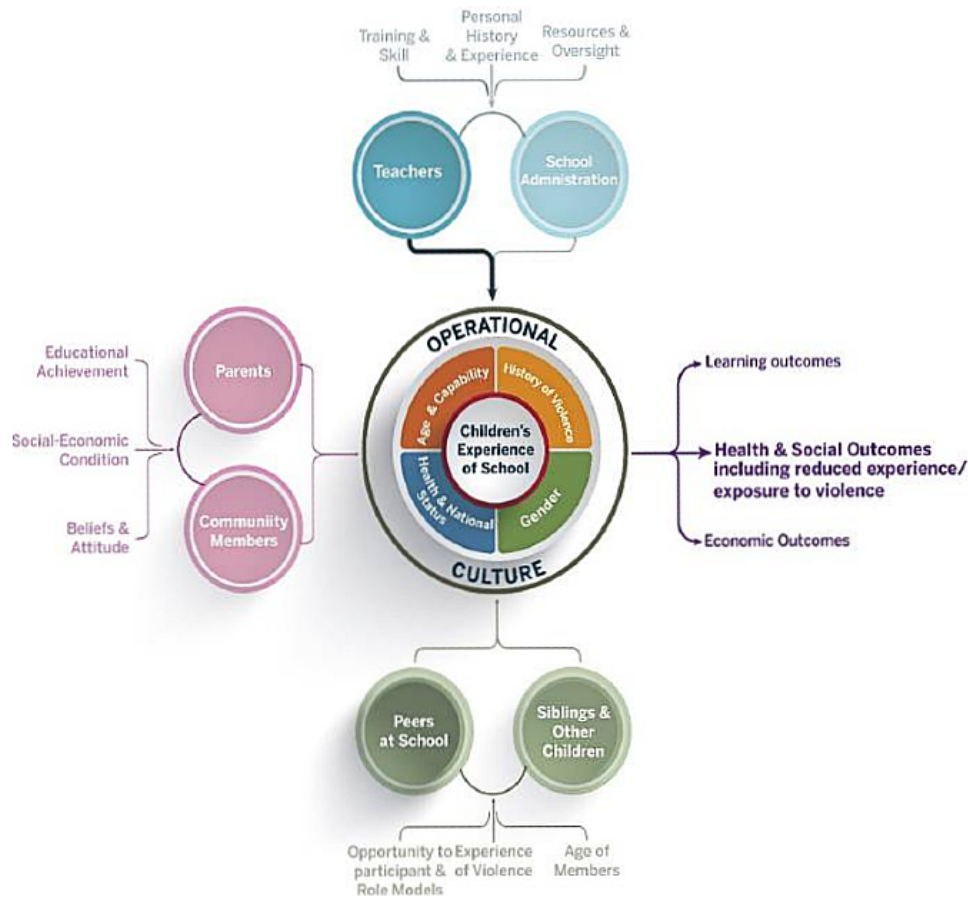 Training &
Skill
Personal
History
& Experience
Resources &
Oversight
Teachers
School
Admnistration
OPERATIONAL
Age & Capability
History of Violence
Children's
Experience
of School
Health & National
Status
Gender
CULTURE
Educational
Achievement
Social-Economic
Condition
Beliefs &
Attitude
Parents
Communiity
Members
Learning outcomes
Health & Social Outcomes
including reduced experience/
exposure to violence
Economic Outcomes
Peers
at School
Siblings &
Other
Children
Opportunity to
participant &
Role Models
Experience
of Violence
Age of
Members